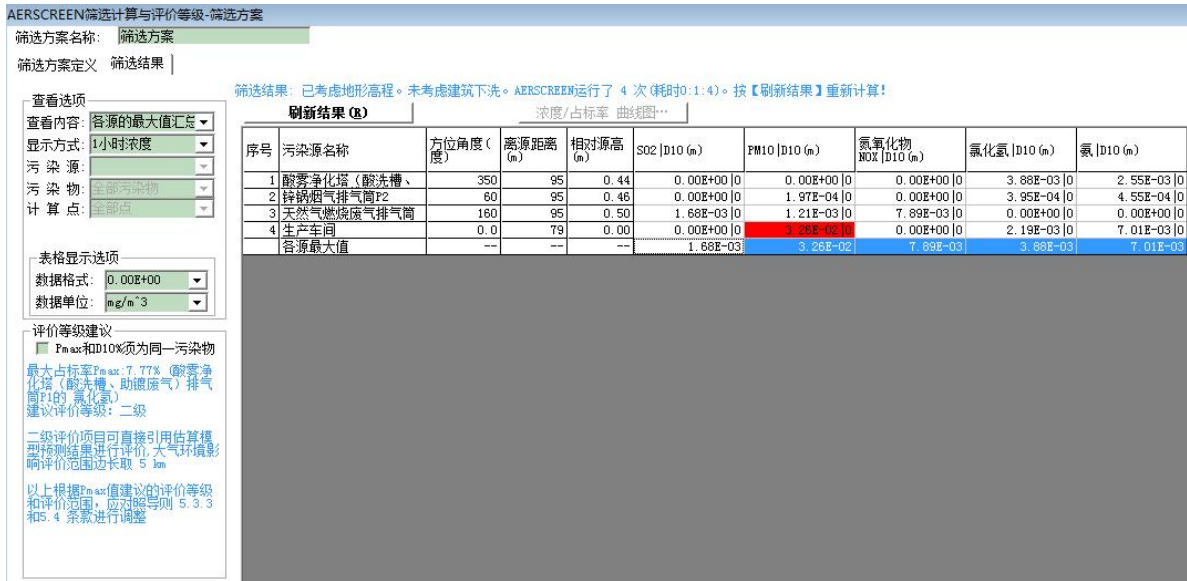 AERSCREEN筛选计算与评价等级-筛选方案
筛选方案名称: 筛选方案
筛选方案定义 筛选结果
筛选结果: 已考虑地形高程。未考虑建筑下洗。AERSCREEN运行了 4 次(耗时0:1:4)。按【刷新结果】重新计算!
刷新结果(R) 浓度/占标率 曲线图…
查看选项
查看内容: 各源的最大值汇总
显示方式: 1小时浓度
污 染 源:
污 染 物: 全部污染物
计 算 点: 全部点
表格显示选项
数据格式: 0.00E+00
数据单位: mg/m^3
评价等级建议
Pmax和D10%须为同一污染物
最大占标率Pmax:7.77% (酸雾净
化塔(酸洗槽、助镀废气)排气
筒P1的 氯化氢)
建议评价等级: 二级
二级评价项目可直接引用估算模
型预测结果进行评价,大气环境影
响评价范围边长取 5 km
以上根据Pmax值建议的评价等级
和评价范围, 应对照导则 5.3.3
和5.4 条款进行调整
序号 污染源名称 方位角度(度) 离源距离(m) 相对源高(m) SO2|D10(m) PM10|D10(m) 氮氧化物NOX|D10(m) 氯化氢|D10(m) 氨|D10(m)
1 酸雾净化塔(酸洗槽、 350 95 0.44 0.00E+00|0 0.00E+00|0 0.00E+00|0 3.88E-03|0 2.55E-03|0
2 锌锅烟气排气筒P2 60 95 0.46 0.00E+00|0 1.97E-04|0 0.00E+00|0 3.95E-04|0 4.55E-04|0
3 天然气燃烧废气排气筒 160 95 0.50 1.68E-03|0 1.21E-03|0 7.89E-03|0 0.00E+00|0 0.00E+00|0
4 生产车间 0.0 79 0.00 0.00E+00|0 3.26E-02|0 0.00E+00|0 2.19E-03|0 7.01E-03|0
各源最大值 -- -- -- 1.68E-03 3.26E-02 7.89E-03 3.88E-03 7.01E-03